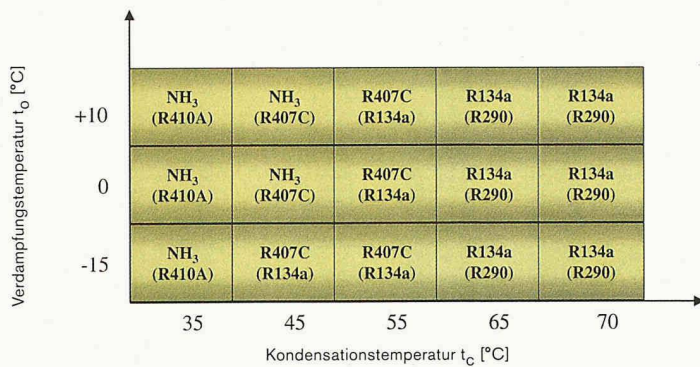 Verdampfungstemperatur t₀ [°C]
+10
NH₃ NH₃ R407C R134a R134a
(R410A) (R407C) (R134a) (R290) (R290)
0
NH₃ NH₃ R407C R134a R134a
(R410A) (R407C) (R134a) (R290) (R290)
-15
NH₃ R407C R407C R134a R134a
(R410A) (R134a) (R134a) (R290) (R290)
35 45 55 65 70
Kondensationstemperatur t_C [°C]